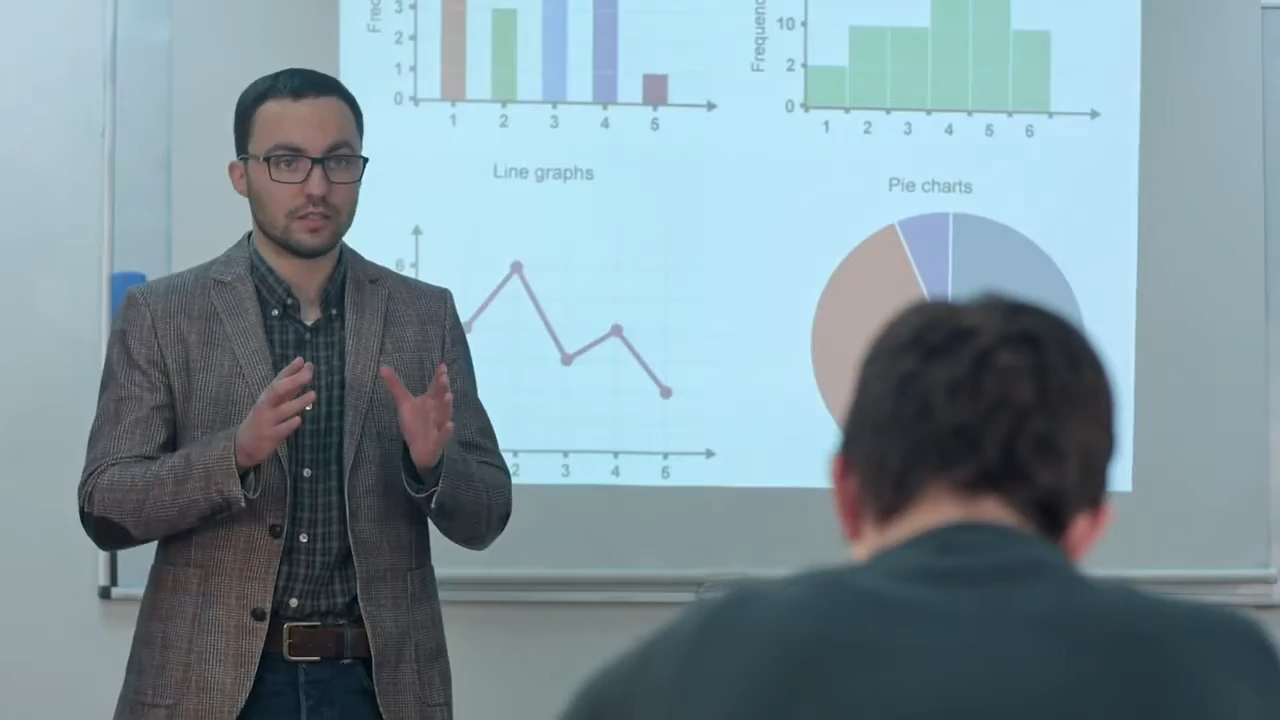 Freq
3
2
1
0
1 2 3 4 5
Frequenc
10
2
0
1 2 3 4 5 6
Line graphs
6
2 3 4 5
Pie charts